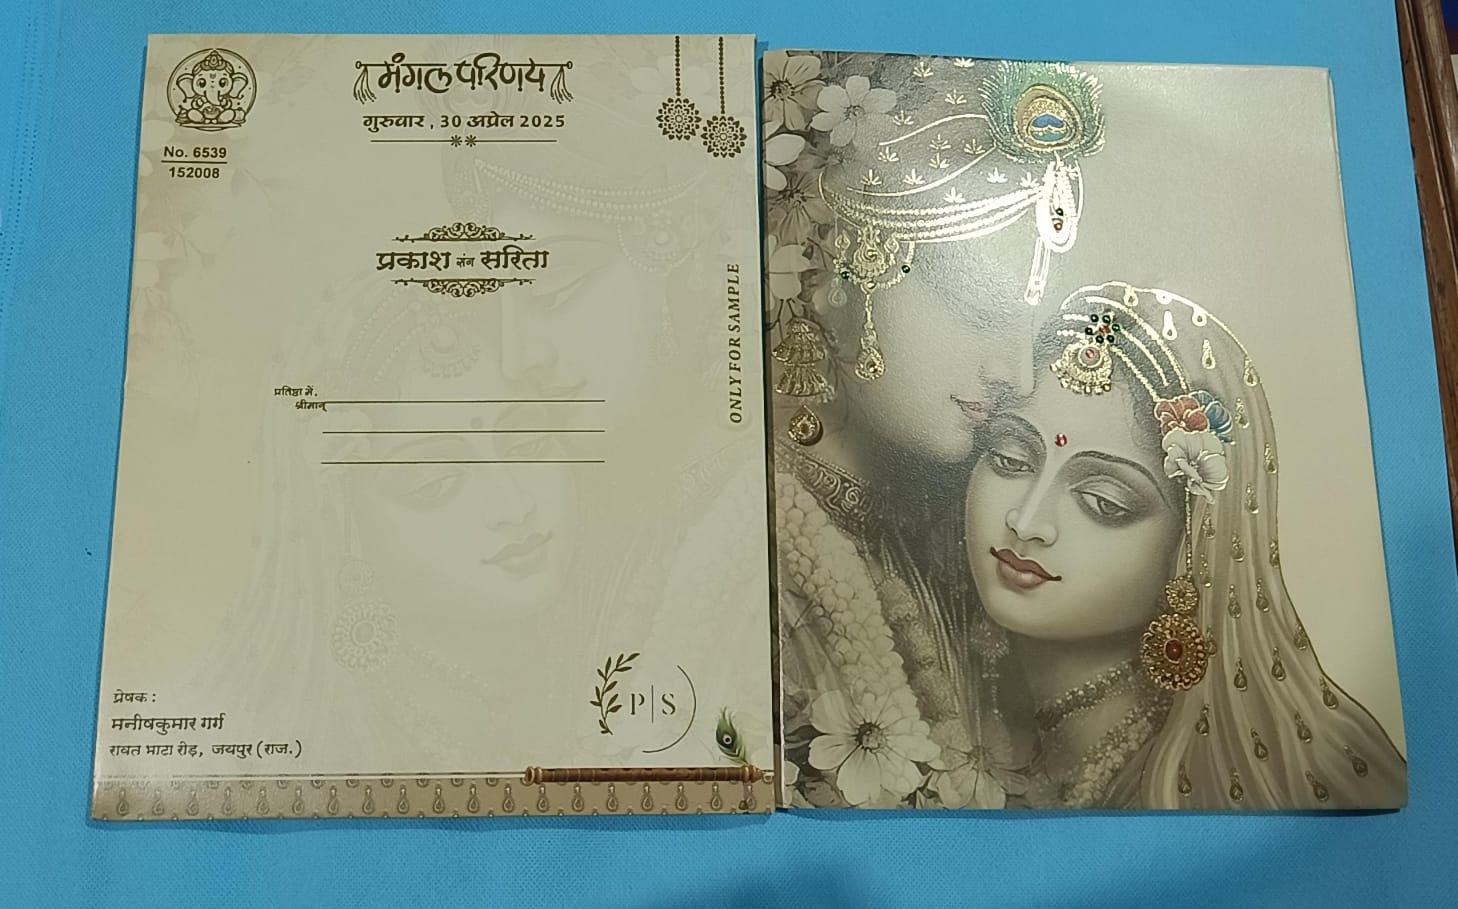 मंगल परिणय
गुरुवार , 30 अप्रेल 2025
No. 6539
152008
प्रकाश संग सरिता
ONLY FOR SAMPLE
प्रतिष्ठा में,
श्रीमान्
P|S
प्रेषक :
मनीषकुमार गर्ग
रावत भाटा रोड़, जयपुर (राज.)